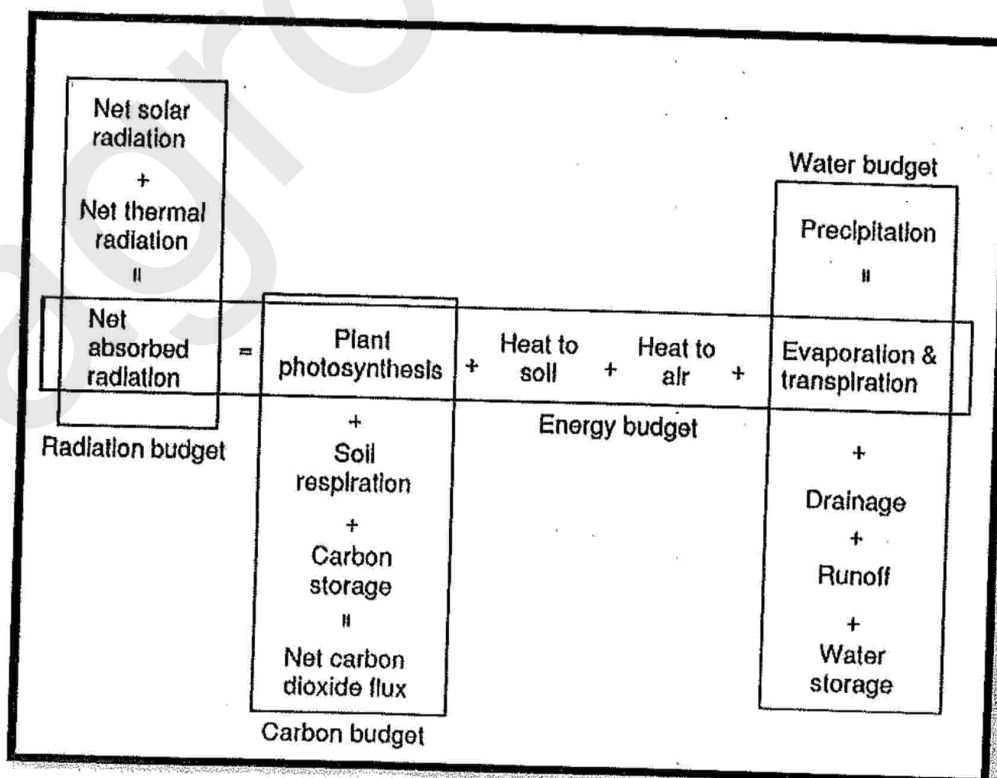 agro
Net solar
radiation
+
Net thermal
radiation
=
Net
absorbed
radiation
Radiation budget
=
Plant
photosynthesis
+
Soil
respiration
+
Carbon
storage
=
Net carbon
dioxide flux
Carbon budget
+
Heat to
soil
+
Heat to
air
+
Energy budget
Water budget
Precipitation
=
Evaporation &
transpiration
+
Drainage
+
Runoff
+
Water
storage